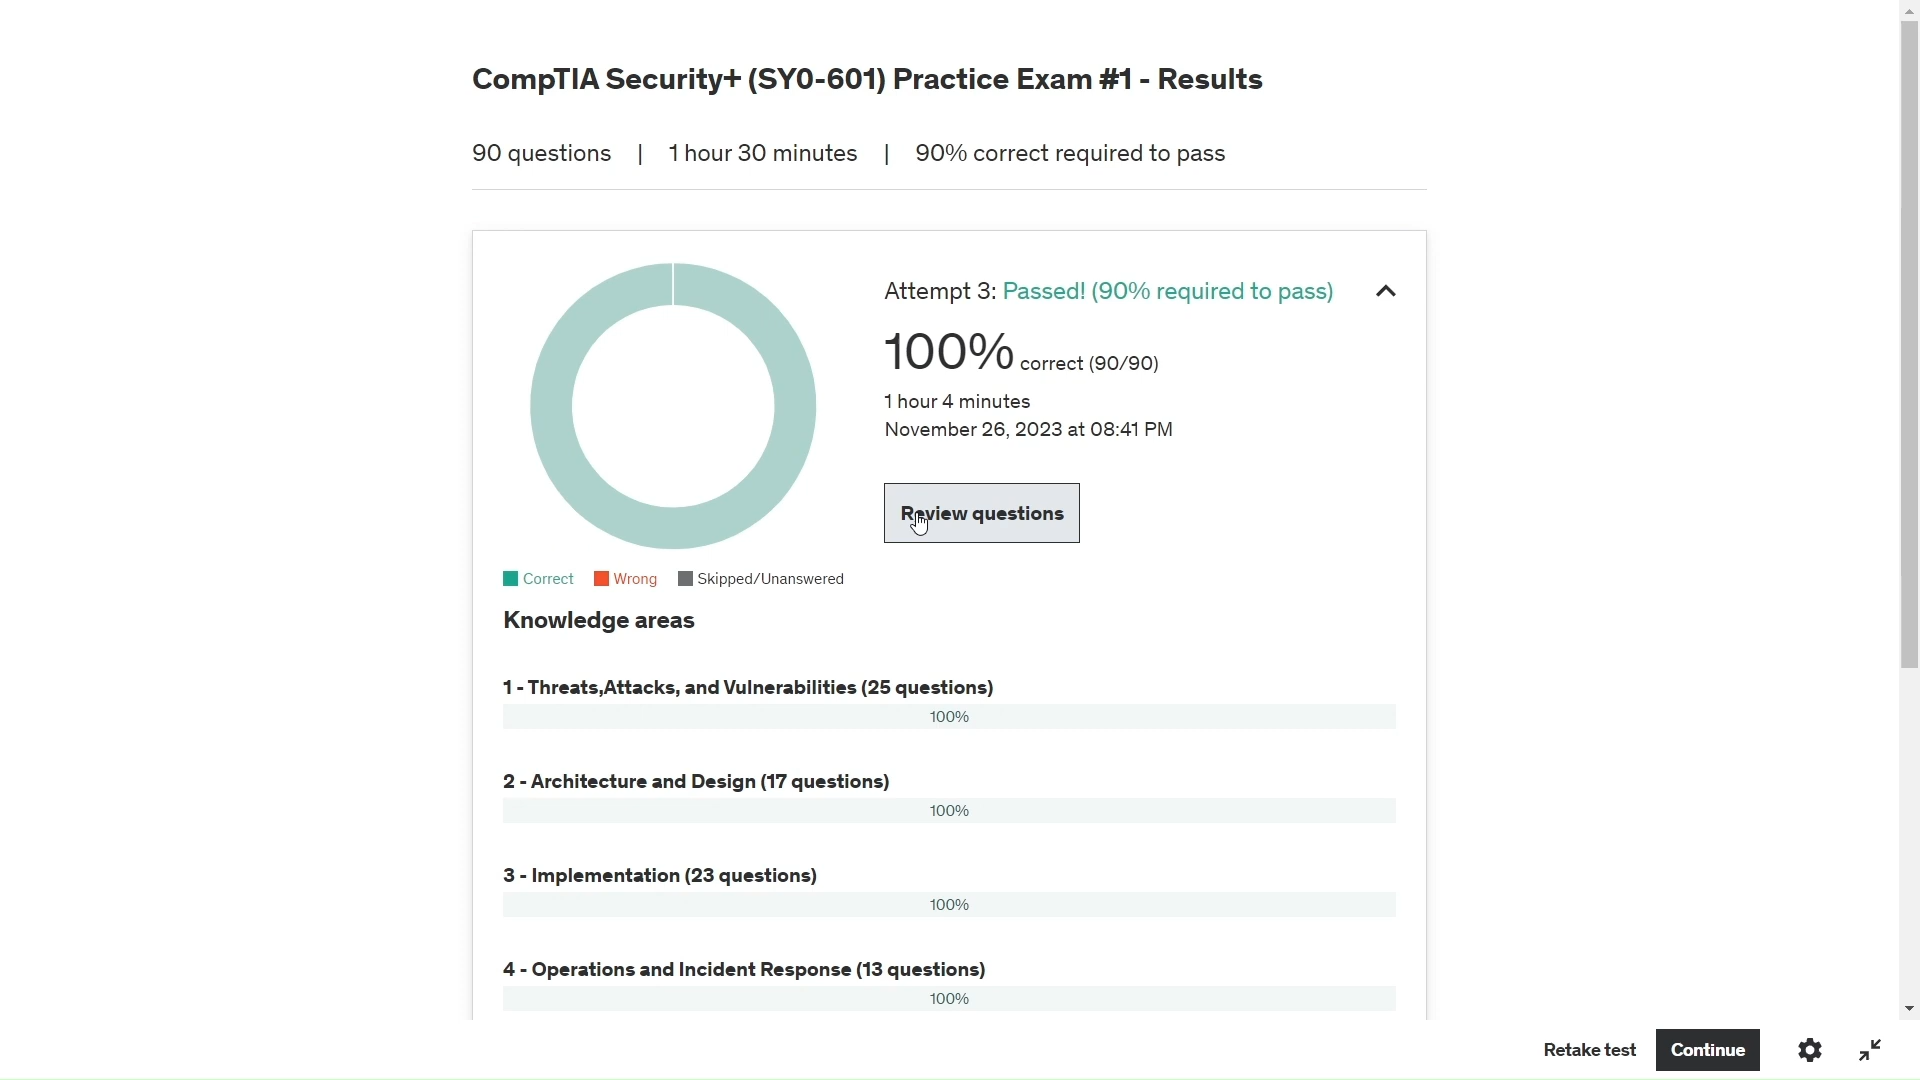 CompTIA Security+ (SY0-601) Practice Exam #1 - Results
90 questions | 1 hour 30 minutes | 90% correct required to pass
Attempt 3: Passed! (90% required to pass)
100% correct (90/90)
1 hour 4 minutes
November 26, 2023 at 08:41 PM
Review questions
Correct Wrong Skipped/Unanswered
Knowledge areas
1 - Threats,Attacks, and Vulnerabilities (25 questions)
100%
2 - Architecture and Design (17 questions)
100%
3 - Implementation (23 questions)
100%
4 - Operations and Incident Response (13 questions)
100%
Retake test Continue